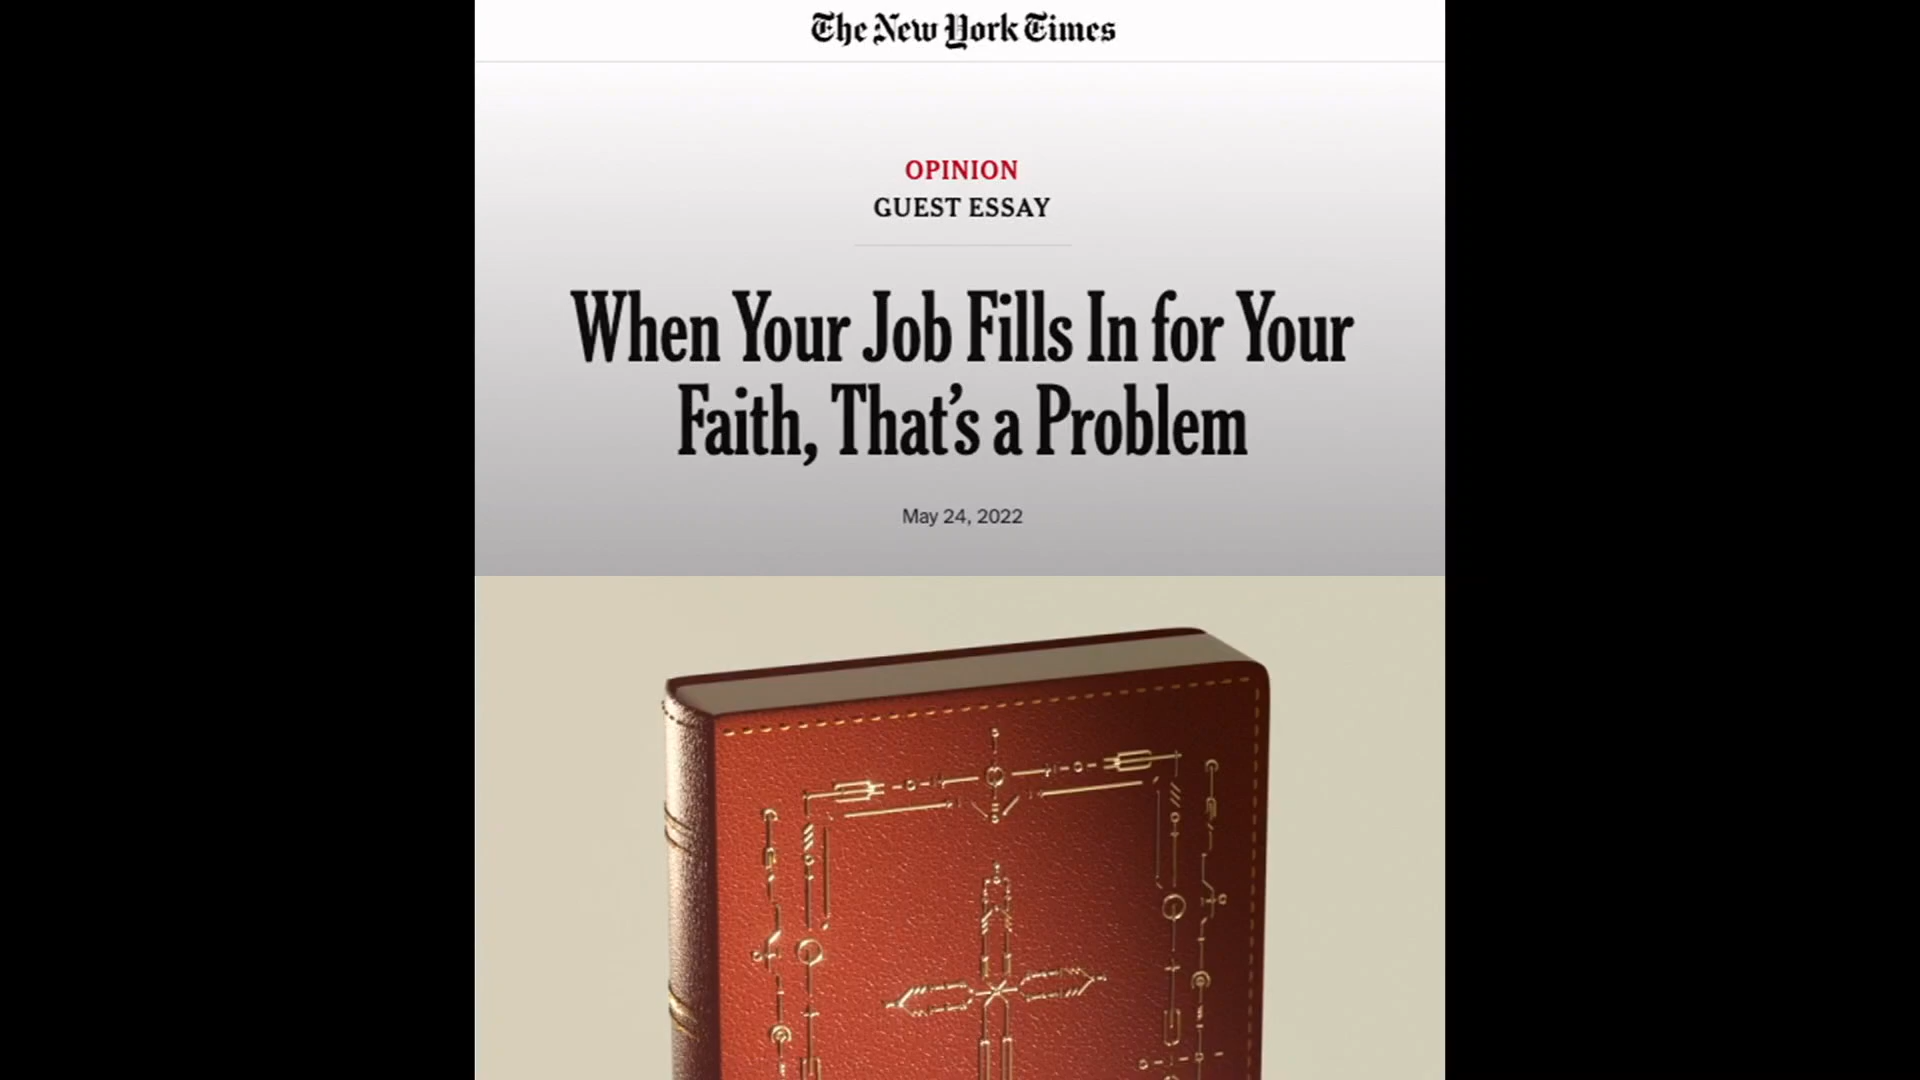 The New York Times
OPINION
GUEST ESSAY
When Your Job Fills In for Your
Faith, That’s a Problem
May 24, 2022